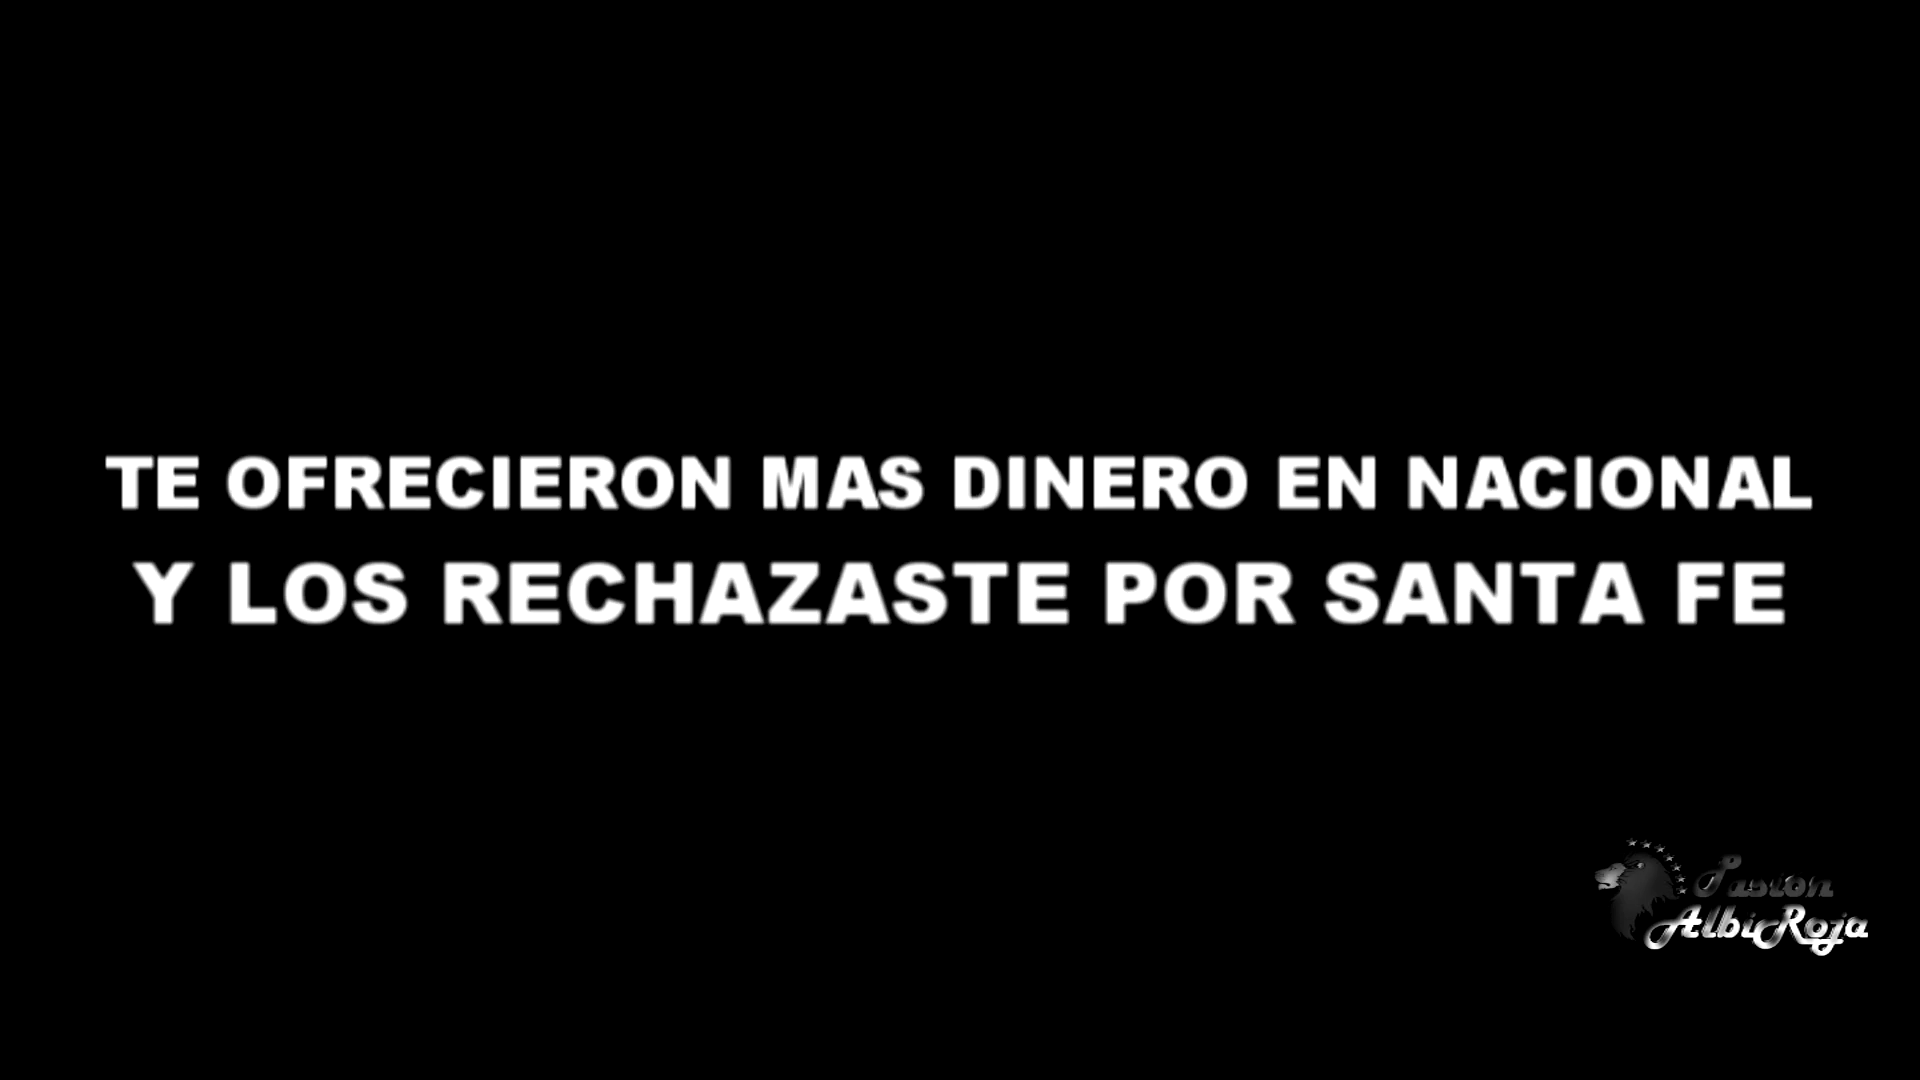 TE OFRECIERON MAS DINERO EN NACIONAL
Y LOS RECHAZASTE POR SANTA FE
Pasion
AlbiRoja